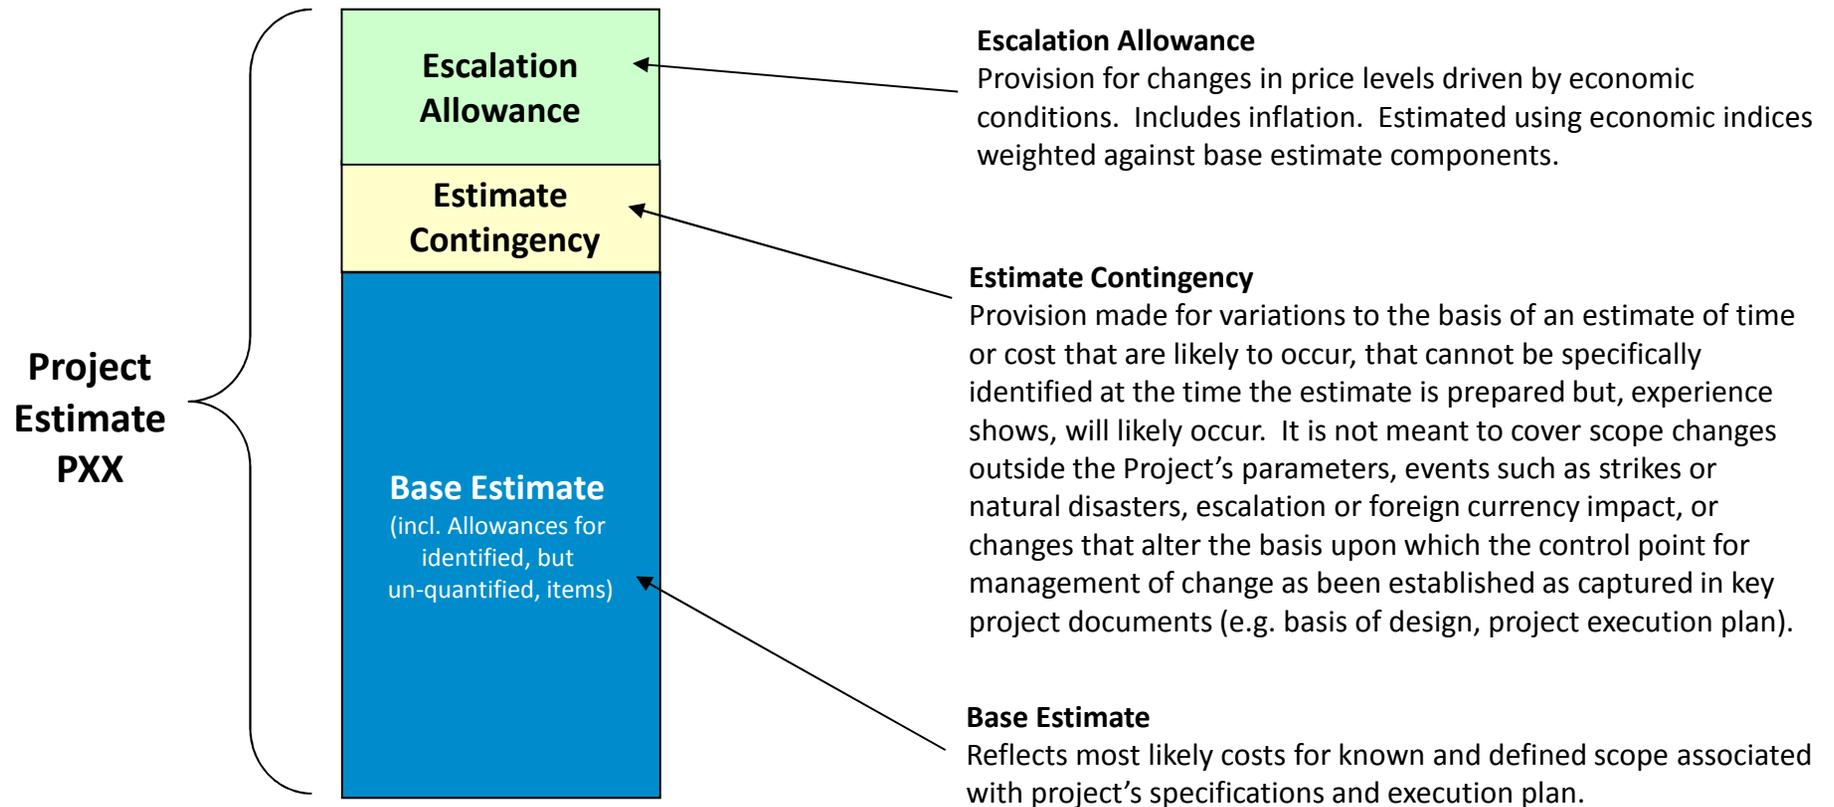 Project
Estimate
PXX
Escalation
Allowance
Estimate
Contingency
Base Estimate
(incl. Allowances for
identified, but
un-quantified, items)
Escalation Allowance
Provision for changes in price levels driven by economic
conditions.  Includes inflation.  Estimated using economic indices
weighted against base estimate components.
Estimate Contingency
Provision made for variations to the basis of an estimate of time
or cost that are likely to occur, that cannot be specifically
identified at the time the estimate is prepared but, experience
shows, will likely occur.  It is not meant to cover scope changes
outside the Project’s parameters, events such as strikes or
natural disasters, escalation or foreign currency impact, or
changes that alter the basis upon which the control point for
management of change as been established as captured in key
project documents (e.g. basis of design, project execution plan).
Base Estimate
Reflects most likely costs for known and defined scope associated
with project’s specifications and execution plan.